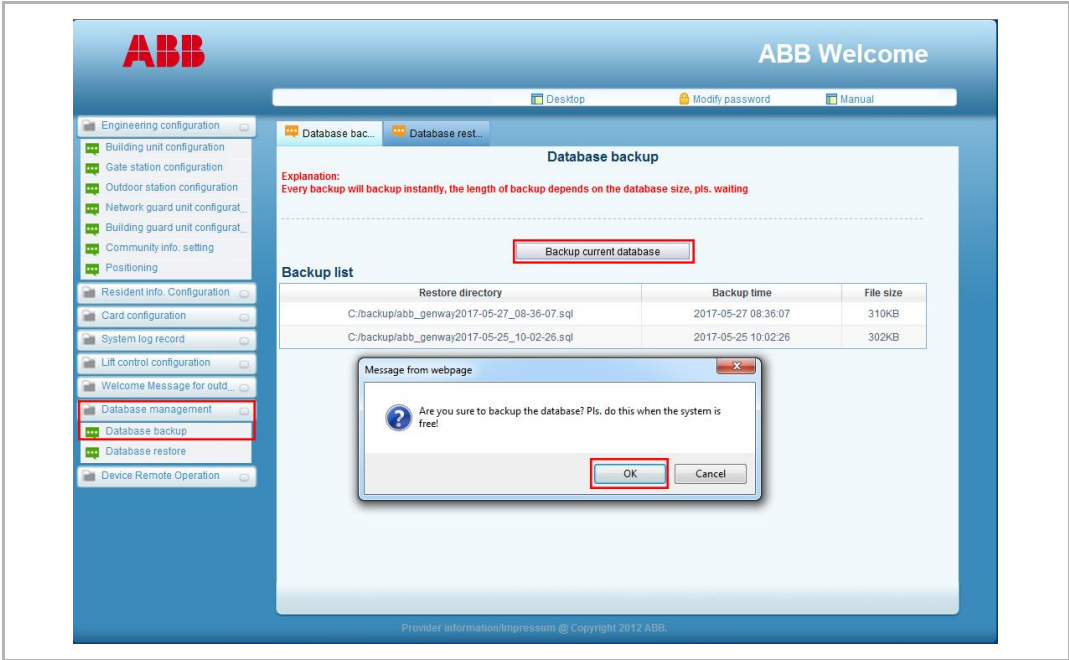 ABB
ABB Welcome
Desktop Modify password Manual
Engineering configuration
Building unit configuration
Gate station configuration
Outdoor station configuration
Network guard unit configurat...
Building guard unit configurat...
Community info. setting
Positioning
Resident info. Configuration
Card configuration
System log record
Lift control configuration
Welcome Message for outd...
Database management
Database backup
Database restore
Device Remote Operation
Database bac... Database rest...
Database backup
Explanation:
Every backup will backup instantly, the length of backup depends on the database size, pls. waiting
Backup current database
Backup list
Restore directory Backup time File size
C:/backup/abb_genway2017-05-27_08-36-07.sql 2017-05-27 08:36:07 310KB
C:/backup/abb_genway2017-05-25_10-02-26.sql 2017-05-25 10:02:26 302KB
Message from webpage
Are you sure to backup the database? Pls. do this when the system is
free!
OK Cancel
Provider information/Impressum @ Copyright 2012 ABB.